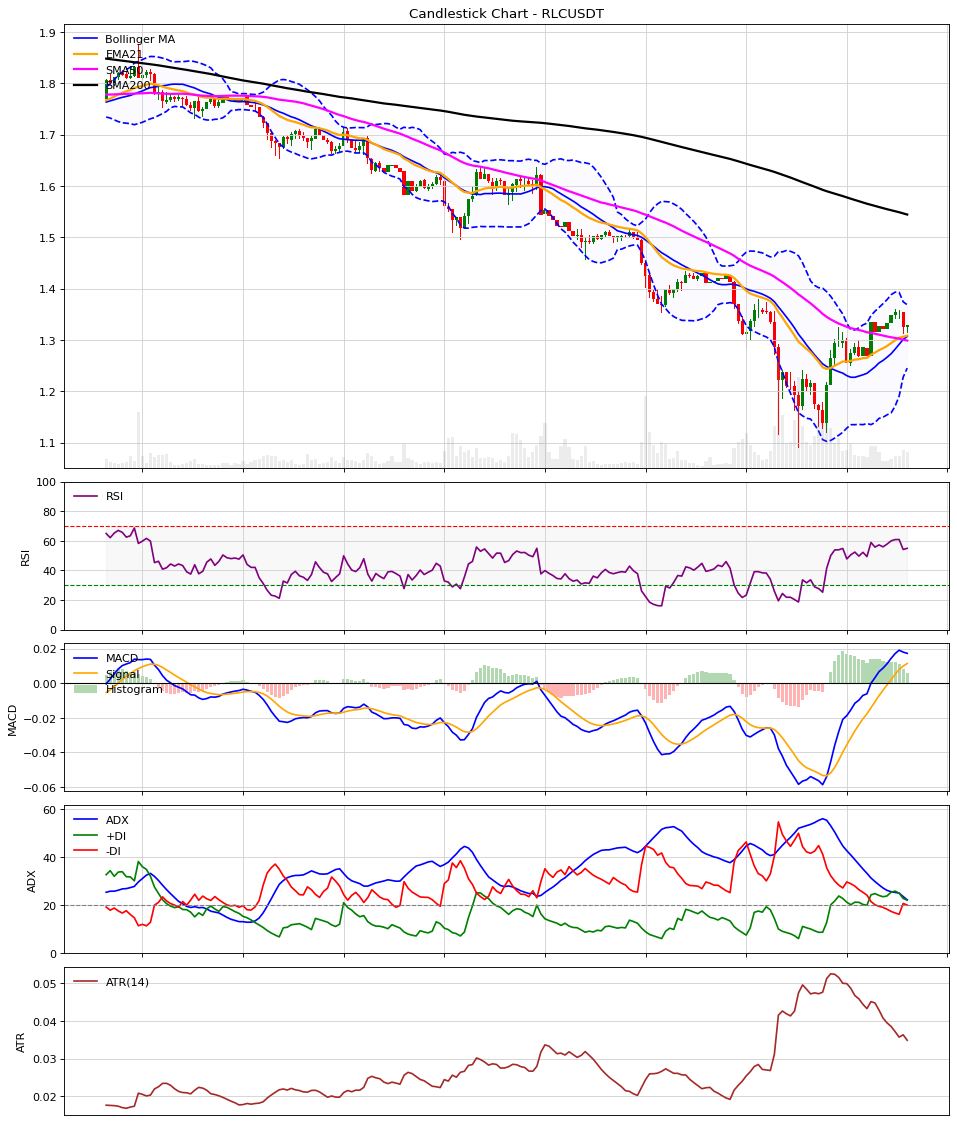 Candlestick Chart - RLCUSDT
Bollinger MA
EMA21
SMA50
SMA200
1.9
1.8
1.7
1.6
1.5
1.4
1.3
1.2
1.1
RSI
RSI
100
80
60
40
20
0
MACD
Signal
Histogram
MACD
0.02
0.00
−0.02
−0.04
−0.06
ADX
+DI
-DI
ADX
60
40
20
0
ATR(14)
ATR
0.05
0.04
0.03
0.02